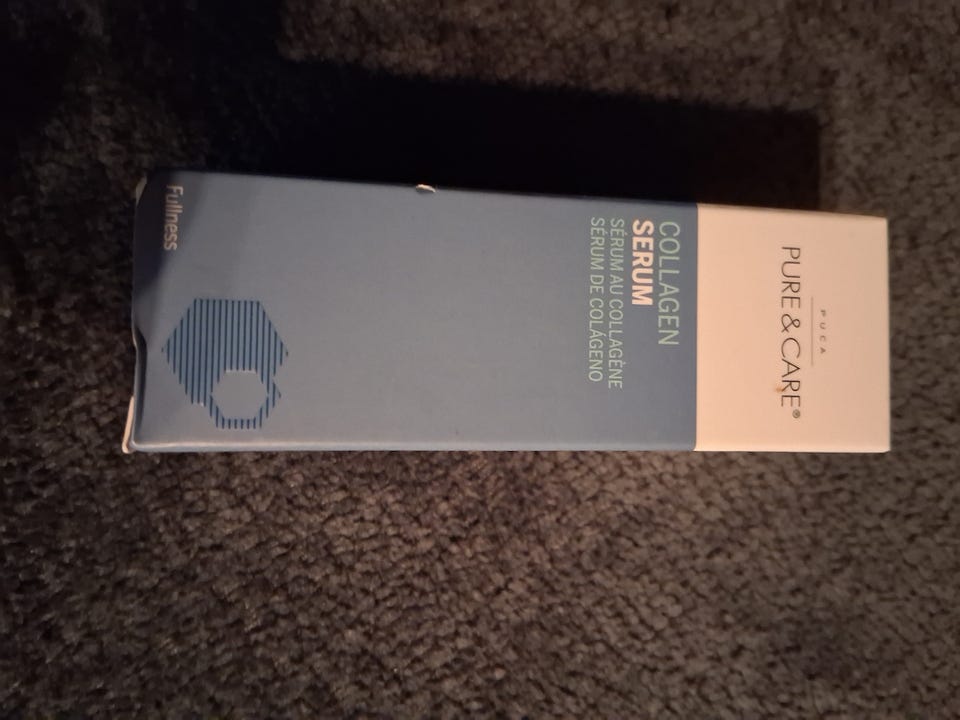 PUCA
PURE & CARE®
COLLAGEN
SERUM
SÉRUM AU COLLAGÈNE
SÉRUM DE COLÁGENO
Fullness